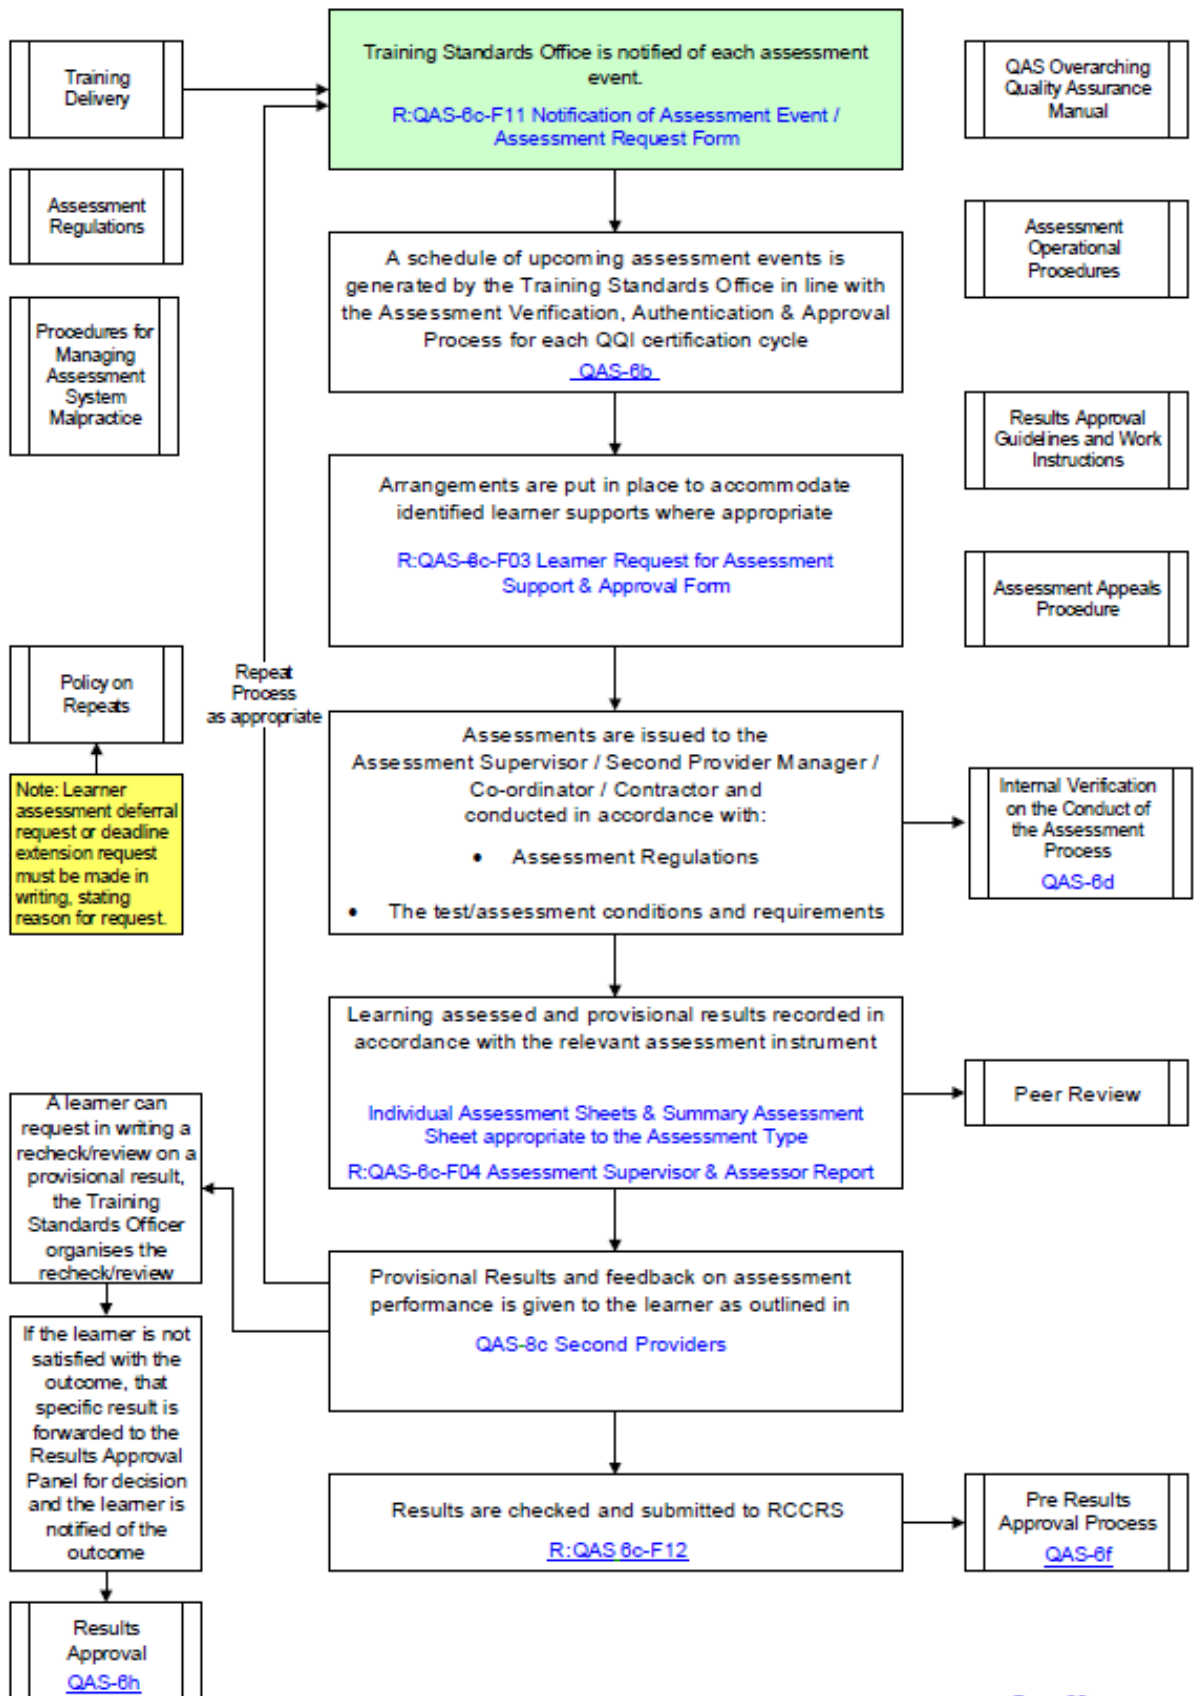 Training Standards Office is notified of each assessment
event.
R:QAS-6c-F11 Notification of Assessment Event /
Assessment Request Form
Training
Delivery
QAS Overarching
Quality Assurance
Manual
Assessment
Regulations
Assessment
Operational
Procedures
A schedule of upcoming assessment events is
generated by the Training Standards Office in line with
the Assessment Verification, Authentication & Approval
Process for each QQI certification cycle
QAS-6b
Procedures for
Managing
Assessment
System
Malpractice
Results Approval
Guidelines and Work
Instructions
Arrangements are put in place to accommodate
identified learner supports where appropriate
R:QAS-6c-F03 Learner Request for Assessment
Support & Approval Form
Assessment Appeals
Procedure
Policy on
Repeats
Repeat
Process
as appropriate
Note: Learner
assessment deferral
request or deadline
extension request
must be made in
writing, stating
reason for request.
Assessments are issued to the
Assessment Supervisor / Second Provider Manager /
Co-ordinator / Contractor and
conducted in accordance with:
• Assessment Regulations
• The test/assessment conditions and requirements
Internal Verification
on the Conduct of
the Assessment
Process
QAS-6d
Learning assessed and provisional results recorded in
accordance with the relevant assessment instrument
Individual Assessment Sheets & Summary Assessment
Sheet appropriate to the Assessment Type
R:QAS-6c-F04 Assessment Supervisor & Assessor Report
Peer Review
A learner can
request in writing a
recheck/review on a
provisional result,
the Training
Standards Officer
organises the
recheck/review
Provisional Results and feedback on assessment
performance is given to the learner as outlined in
QAS-8c Second Providers
If the learner is not
satisfied with the
outcome, that
specific result is
forwarded to the
Results Approval
Panel for decision
and the learner is
notified of the
outcome
Results are checked and submitted to RCCRS
R:QAS 6c-F12
Pre Results
Approval Process
QAS-6f
Results
Approval
QAS-6h